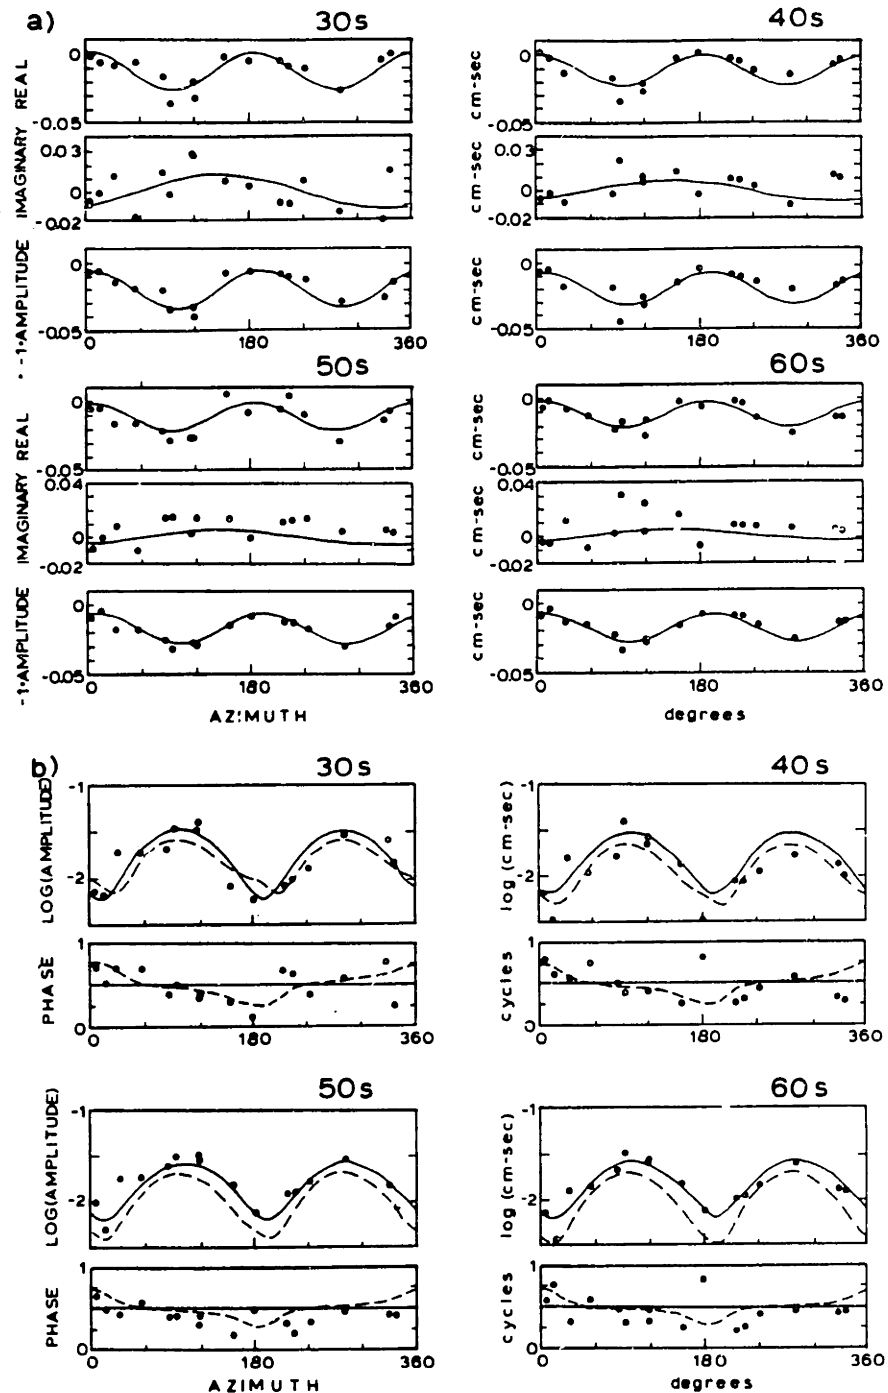 a)
30s
40s
REAL
0
-0.05
cm-sec
0
-0.05
IMAGINARY
0.03
0
-0.02
cm-sec
0.03
0
-0.02
-1·AMPLITUDE
0
-0.05
cm-sec
0
-0.05
0 180 360
0 180 360
50s
60s
REAL
0
-0.05
cm-sec
0
-0.05
IMAGINARY
0.04
0
-0.02
cm-sec
0.04
0
-0.02
-1·AMPLITUDE
0
-0.05
cm-sec
0
-0.05
0 180 360
0 180 360
AZIMUTH
degrees
b)
30s
40s
LOG(AMPLITUDE)
-1
-2
log (cm-sec)
-1
-2
PHASE
1
0
cycles
1
0
0 180 360
0 180 360
50s
60s
LOG(AMPLITUDE)
-1
-2
log (cm-sec)
-1
-2
PHASE
1
0
cycles
1
0
0 180 360
0 180 360
AZIMUTH
degrees